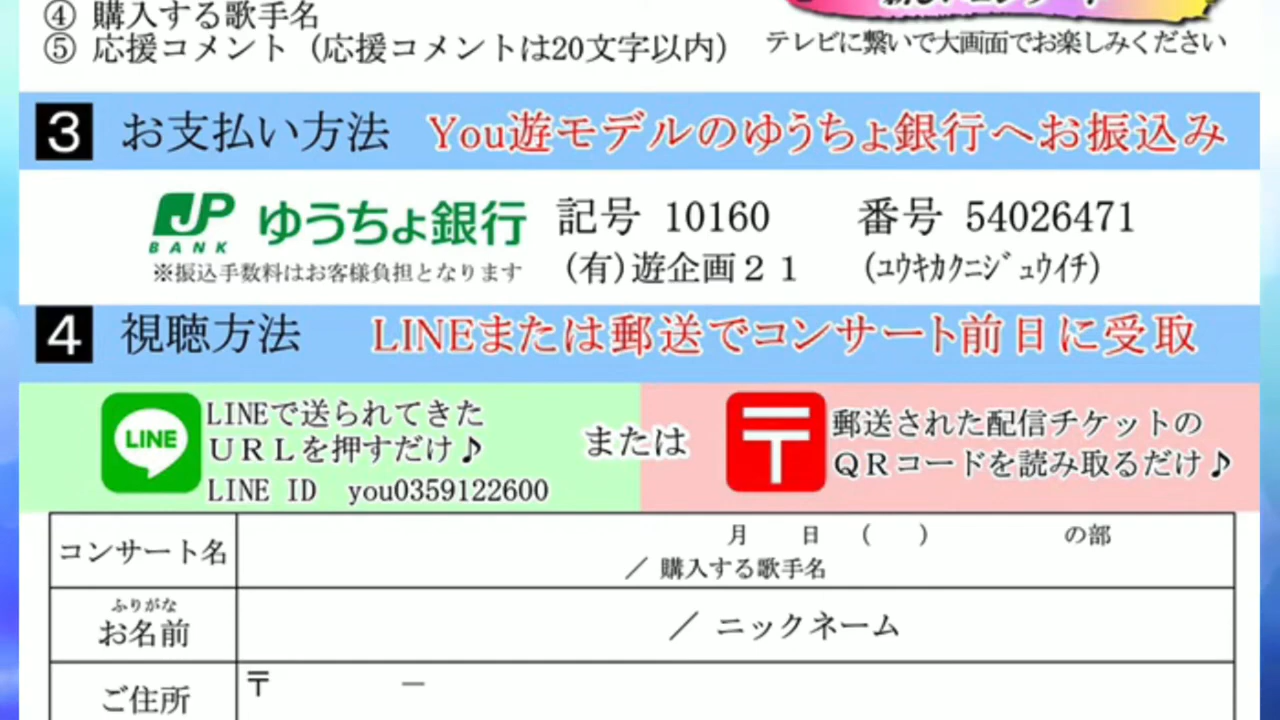 ④ 購入する歌手名
⑤ 応援コメント（応援コメントは20文字以内）
テレビに繋いで大画面でお楽しみください
3 お支払い方法 You遊モデルのゆうちょ銀行へお振込み
JP BANK ゆうちょ銀行 記号 10160 番号 54026471
※振込手数料はお客様負担となります （有）遊企画２１ （ﾕｳｷｶｸﾆｼﾞｭｳｲﾁ）
4 視聴方法 LINEまたは郵送でコンサート前日に受取
LINE
LINEで送られてきた
ＵＲＬを押すだけ♪
LINE ID you0359122600
または
〒
郵送された配信チケットの
ＱＲコードを読み取るだけ♪
コンサート名 月 日 （ ） の部
／ 購入する歌手名
ふりがな
お名前 ／ ニックネーム
ご住所 〒 －